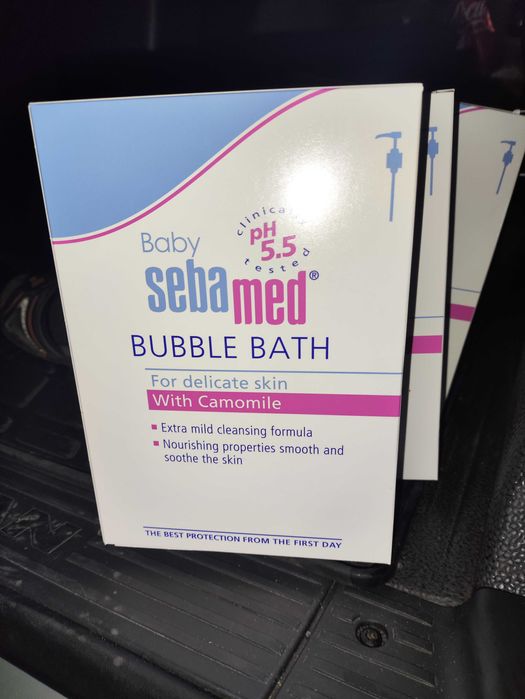 clinically
pH
5.5
tested
Baby
sebamed®
BUBBLE BATH
For delicate skin
With Camomile
Extra mild cleansing formula
Nourishing properties smooth and
soothe the skin
THE BEST PROTECTION FROM THE FIRST DAY